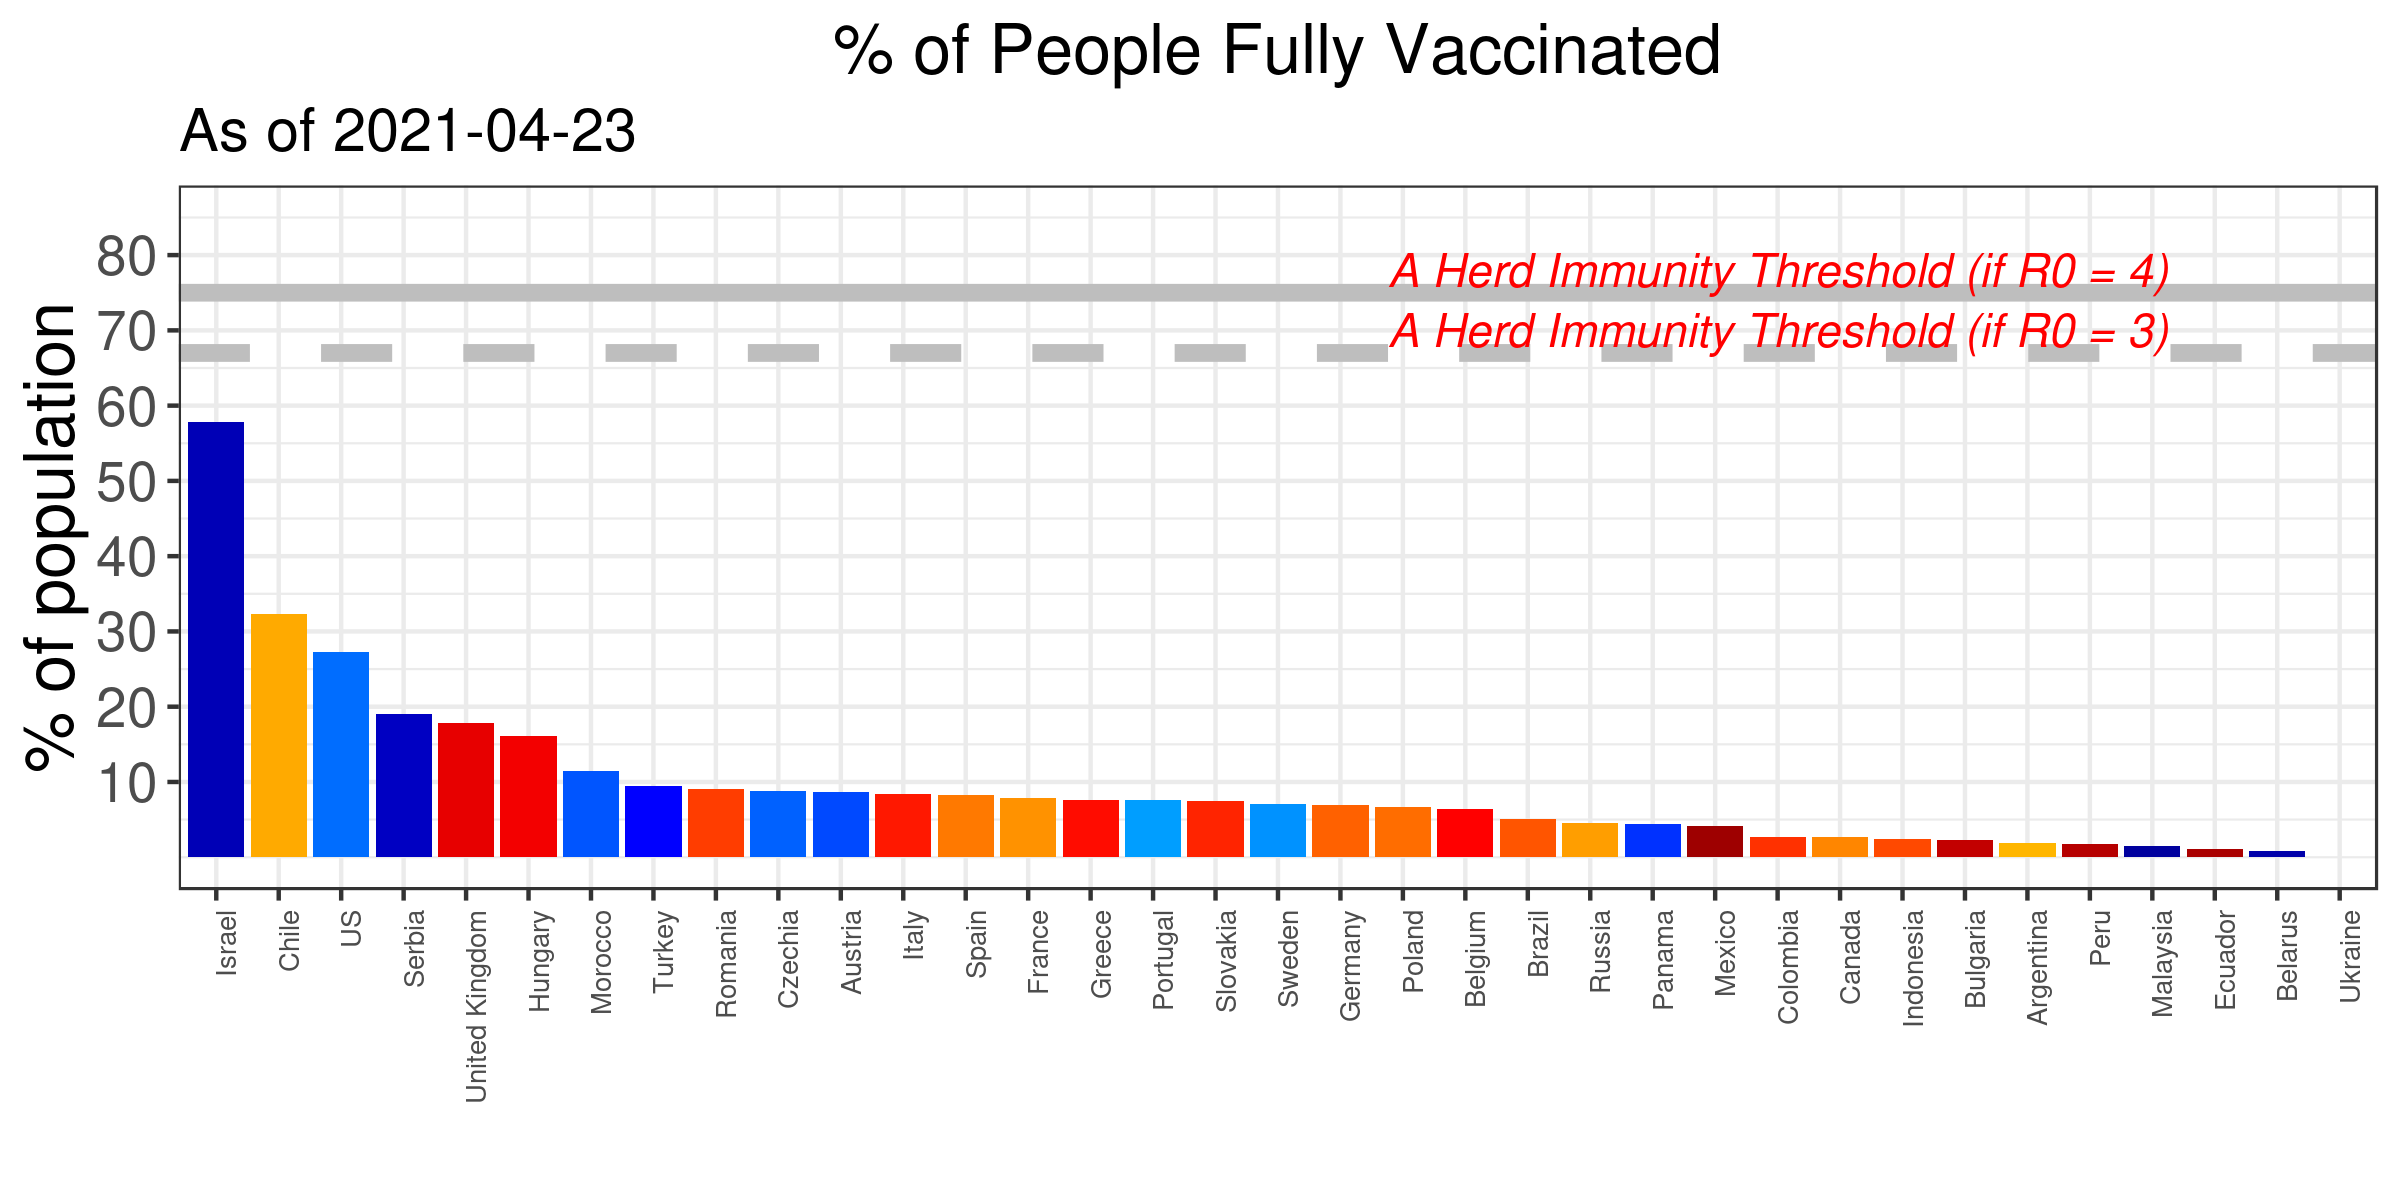 % of People Fully Vaccinated
As of 2021-04-23
% of population
80
70
60
50
40
30
20
10
A Herd Immunity Threshold (if R0 = 4)
A Herd Immunity Threshold (if R0 = 3)
Israel
Chile
US
Serbia
United Kingdom
Hungary
Morocco
Turkey
Romania
Czechia
Austria
Italy
Spain
France
Greece
Portugal
Slovakia
Sweden
Germany
Poland
Belgium
Brazil
Russia
Panama
Mexico
Colombia
Canada
Indonesia
Bulgaria
Argentina
Peru
Malaysia
Ecuador
Belarus
Ukraine